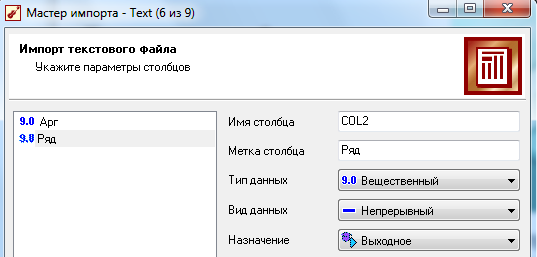 Мастер импорта - Text (6 из 9)
Импорт текстового файла
Укажите параметры столбцов
9.0 Арг
9.0 Ряд
Имя столбца COL2
Метка столбца Ряд
Тип данных 9.0 Вещественный
Вид данных Непрерывный
Назначение Выходное